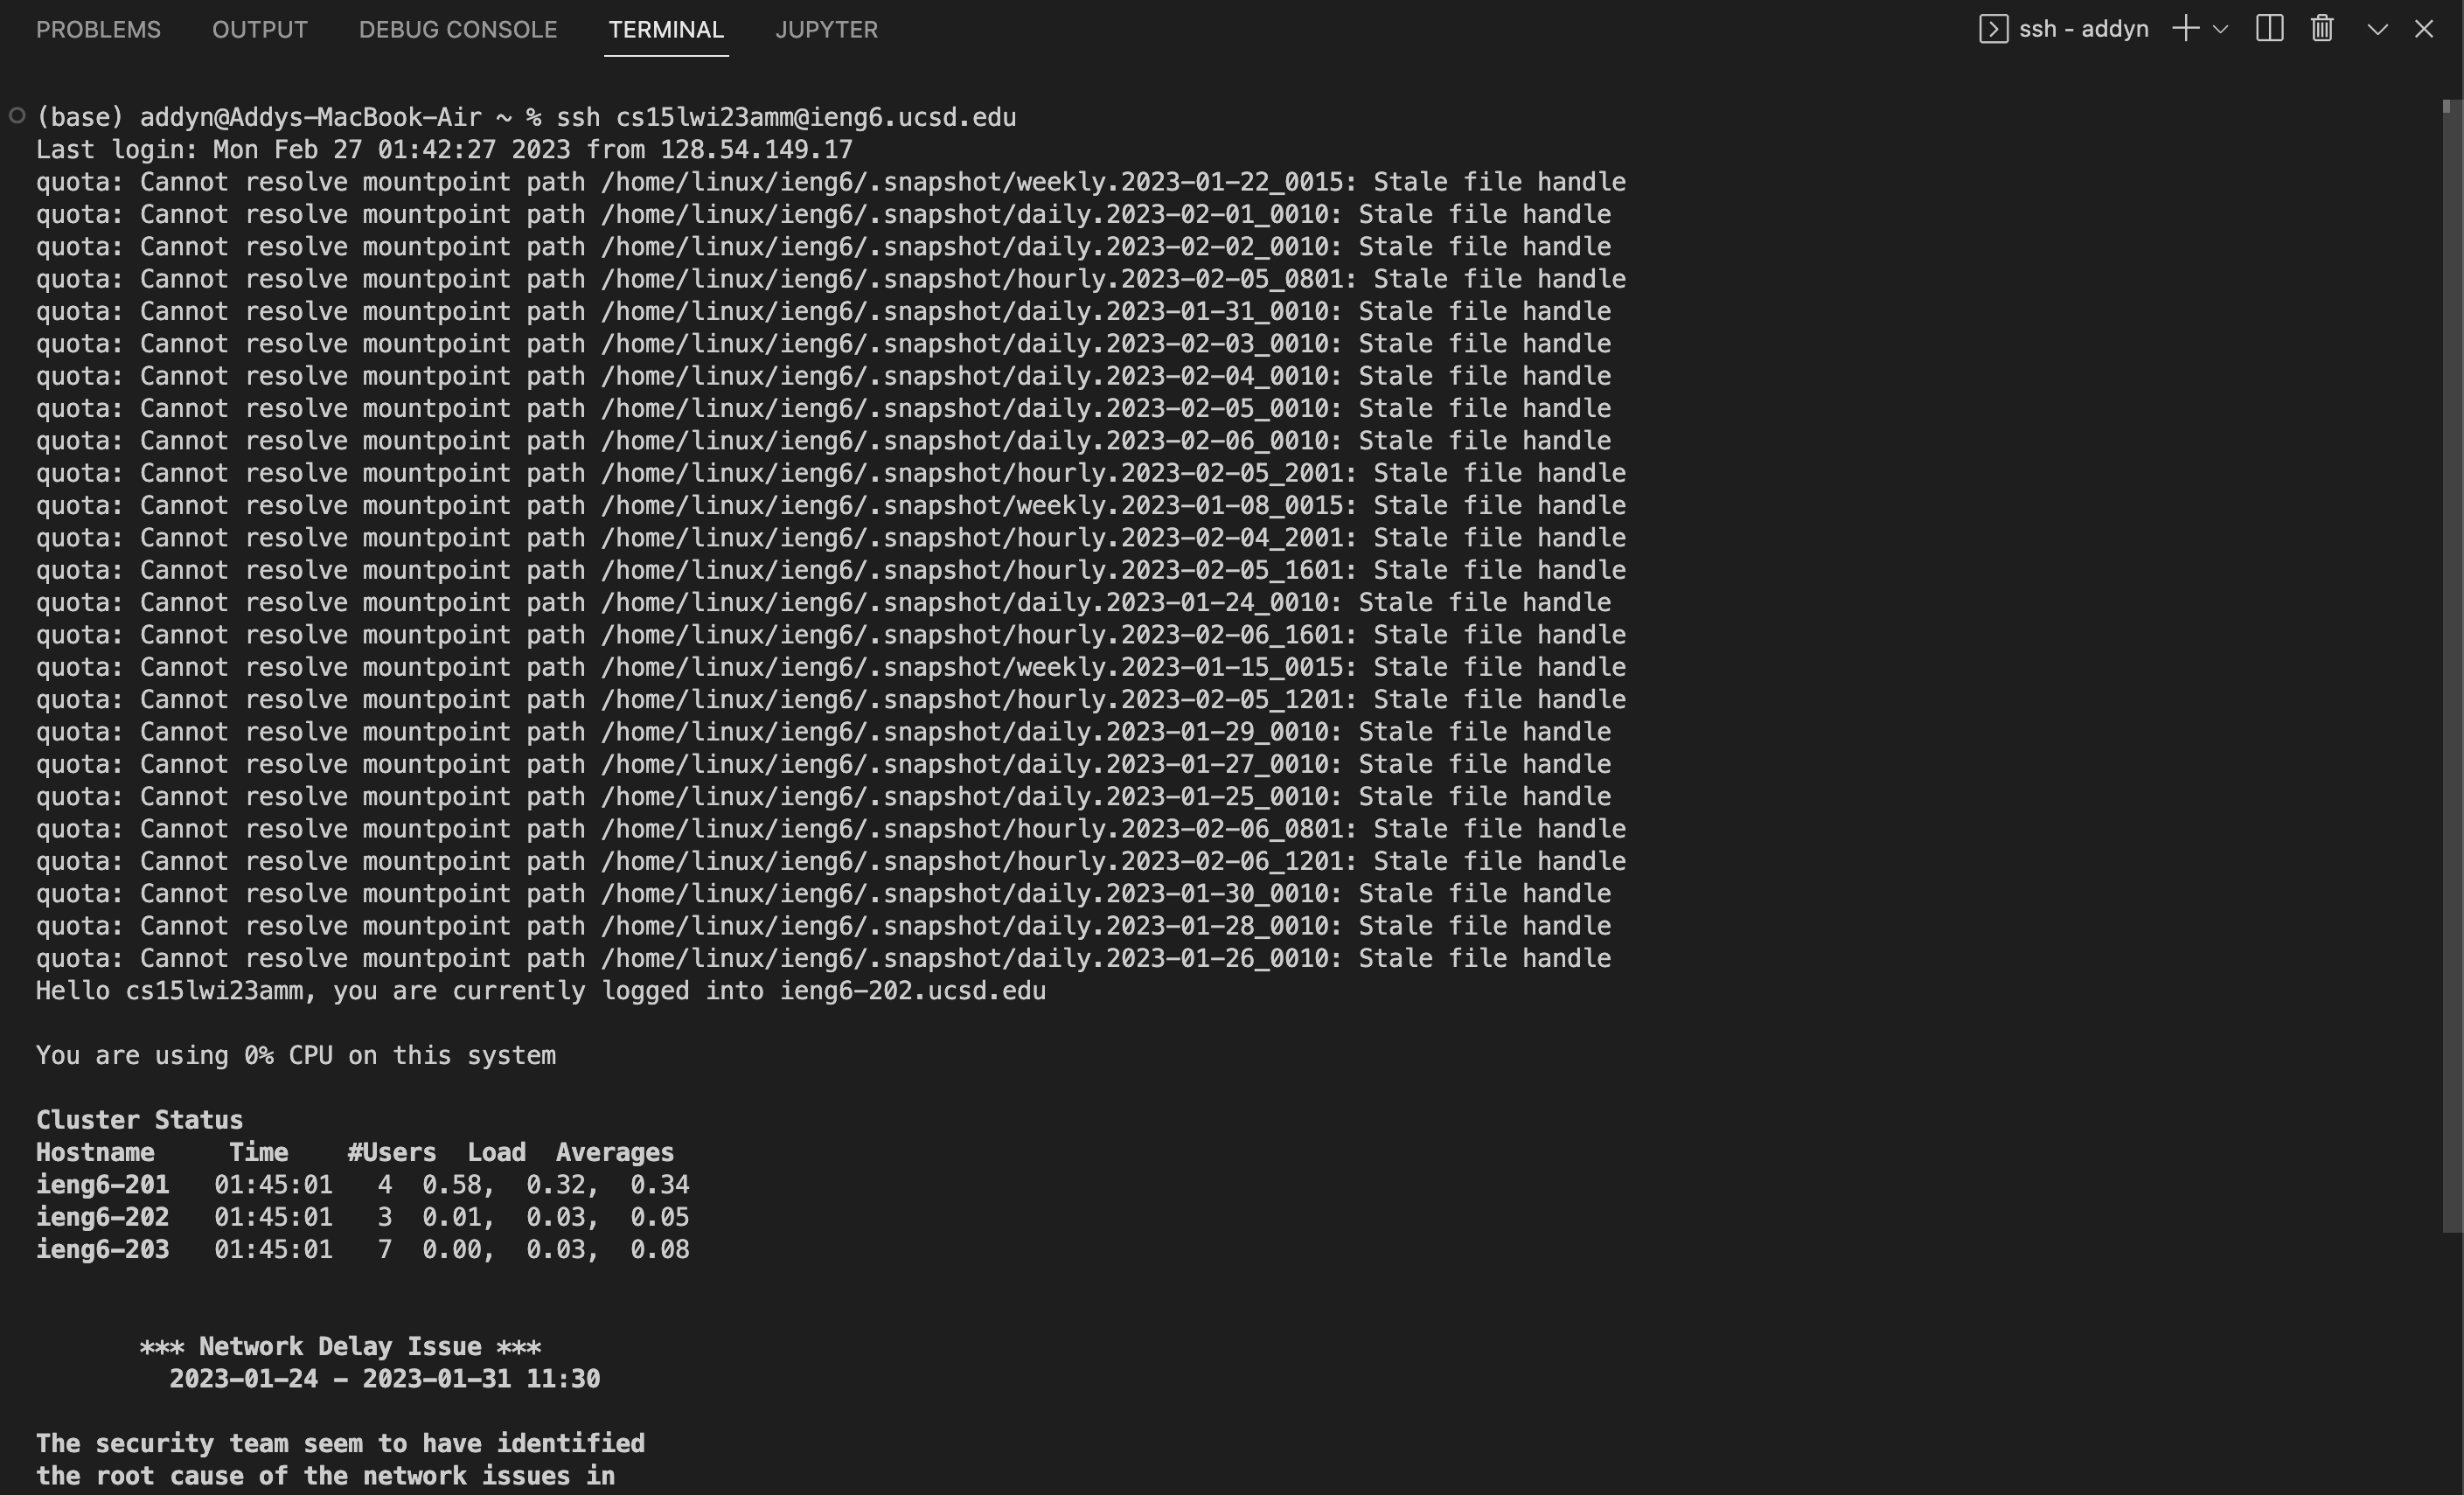 PROBLEMS OUTPUT DEBUG CONSOLE TERMINAL JUPYTER ssh - addyn
(base) addyn@Addys-MacBook-Air ~ % ssh cs15lwi23amm@ieng6.ucsd.edu
Last login: Mon Feb 27 01:42:27 2023 from 128.54.149.17
quota: Cannot resolve mountpoint path /home/linux/ieng6/.snapshot/weekly.2023-01-22_0015: Stale file handle
quota: Cannot resolve mountpoint path /home/linux/ieng6/.snapshot/daily.2023-02-01_0010: Stale file handle
quota: Cannot resolve mountpoint path /home/linux/ieng6/.snapshot/daily.2023-02-02_0010: Stale file handle
quota: Cannot resolve mountpoint path /home/linux/ieng6/.snapshot/hourly.2023-02-05_0801: Stale file handle
quota: Cannot resolve mountpoint path /home/linux/ieng6/.snapshot/daily.2023-01-31_0010: Stale file handle
quota: Cannot resolve mountpoint path /home/linux/ieng6/.snapshot/daily.2023-02-03_0010: Stale file handle
quota: Cannot resolve mountpoint path /home/linux/ieng6/.snapshot/daily.2023-02-04_0010: Stale file handle
quota: Cannot resolve mountpoint path /home/linux/ieng6/.snapshot/daily.2023-02-05_0010: Stale file handle
quota: Cannot resolve mountpoint path /home/linux/ieng6/.snapshot/daily.2023-02-06_0010: Stale file handle
quota: Cannot resolve mountpoint path /home/linux/ieng6/.snapshot/hourly.2023-02-05_2001: Stale file handle
quota: Cannot resolve mountpoint path /home/linux/ieng6/.snapshot/weekly.2023-01-08_0015: Stale file handle
quota: Cannot resolve mountpoint path /home/linux/ieng6/.snapshot/hourly.2023-02-04_2001: Stale file handle
quota: Cannot resolve mountpoint path /home/linux/ieng6/.snapshot/hourly.2023-02-05_1601: Stale file handle
quota: Cannot resolve mountpoint path /home/linux/ieng6/.snapshot/daily.2023-01-24_0010: Stale file handle
quota: Cannot resolve mountpoint path /home/linux/ieng6/.snapshot/hourly.2023-02-06_1601: Stale file handle
quota: Cannot resolve mountpoint path /home/linux/ieng6/.snapshot/weekly.2023-01-15_0015: Stale file handle
quota: Cannot resolve mountpoint path /home/linux/ieng6/.snapshot/hourly.2023-02-05_1201: Stale file handle
quota: Cannot resolve mountpoint path /home/linux/ieng6/.snapshot/daily.2023-01-29_0010: Stale file handle
quota: Cannot resolve mountpoint path /home/linux/ieng6/.snapshot/daily.2023-01-27_0010: Stale file handle
quota: Cannot resolve mountpoint path /home/linux/ieng6/.snapshot/daily.2023-01-25_0010: Stale file handle
quota: Cannot resolve mountpoint path /home/linux/ieng6/.snapshot/hourly.2023-02-06_0801: Stale file handle
quota: Cannot resolve mountpoint path /home/linux/ieng6/.snapshot/hourly.2023-02-06_1201: Stale file handle
quota: Cannot resolve mountpoint path /home/linux/ieng6/.snapshot/daily.2023-01-30_0010: Stale file handle
quota: Cannot resolve mountpoint path /home/linux/ieng6/.snapshot/daily.2023-01-28_0010: Stale file handle
quota: Cannot resolve mountpoint path /home/linux/ieng6/.snapshot/daily.2023-01-26_0010: Stale file handle
Hello cs15lwi23amm, you are currently logged into ieng6-202.ucsd.edu
You are using 0% CPU on this system
Cluster Status
Hostname     Time    #Users  Load  Averages
ieng6-201   01:45:01   4  0.58,  0.32,  0.34
ieng6-202   01:45:01   3  0.01,  0.03,  0.05
ieng6-203   01:45:01   7  0.00,  0.03,  0.08
*** Network Delay Issue ***
2023-01-24 - 2023-01-31 11:30
The security team seem to have identified
the root cause of the network issues in